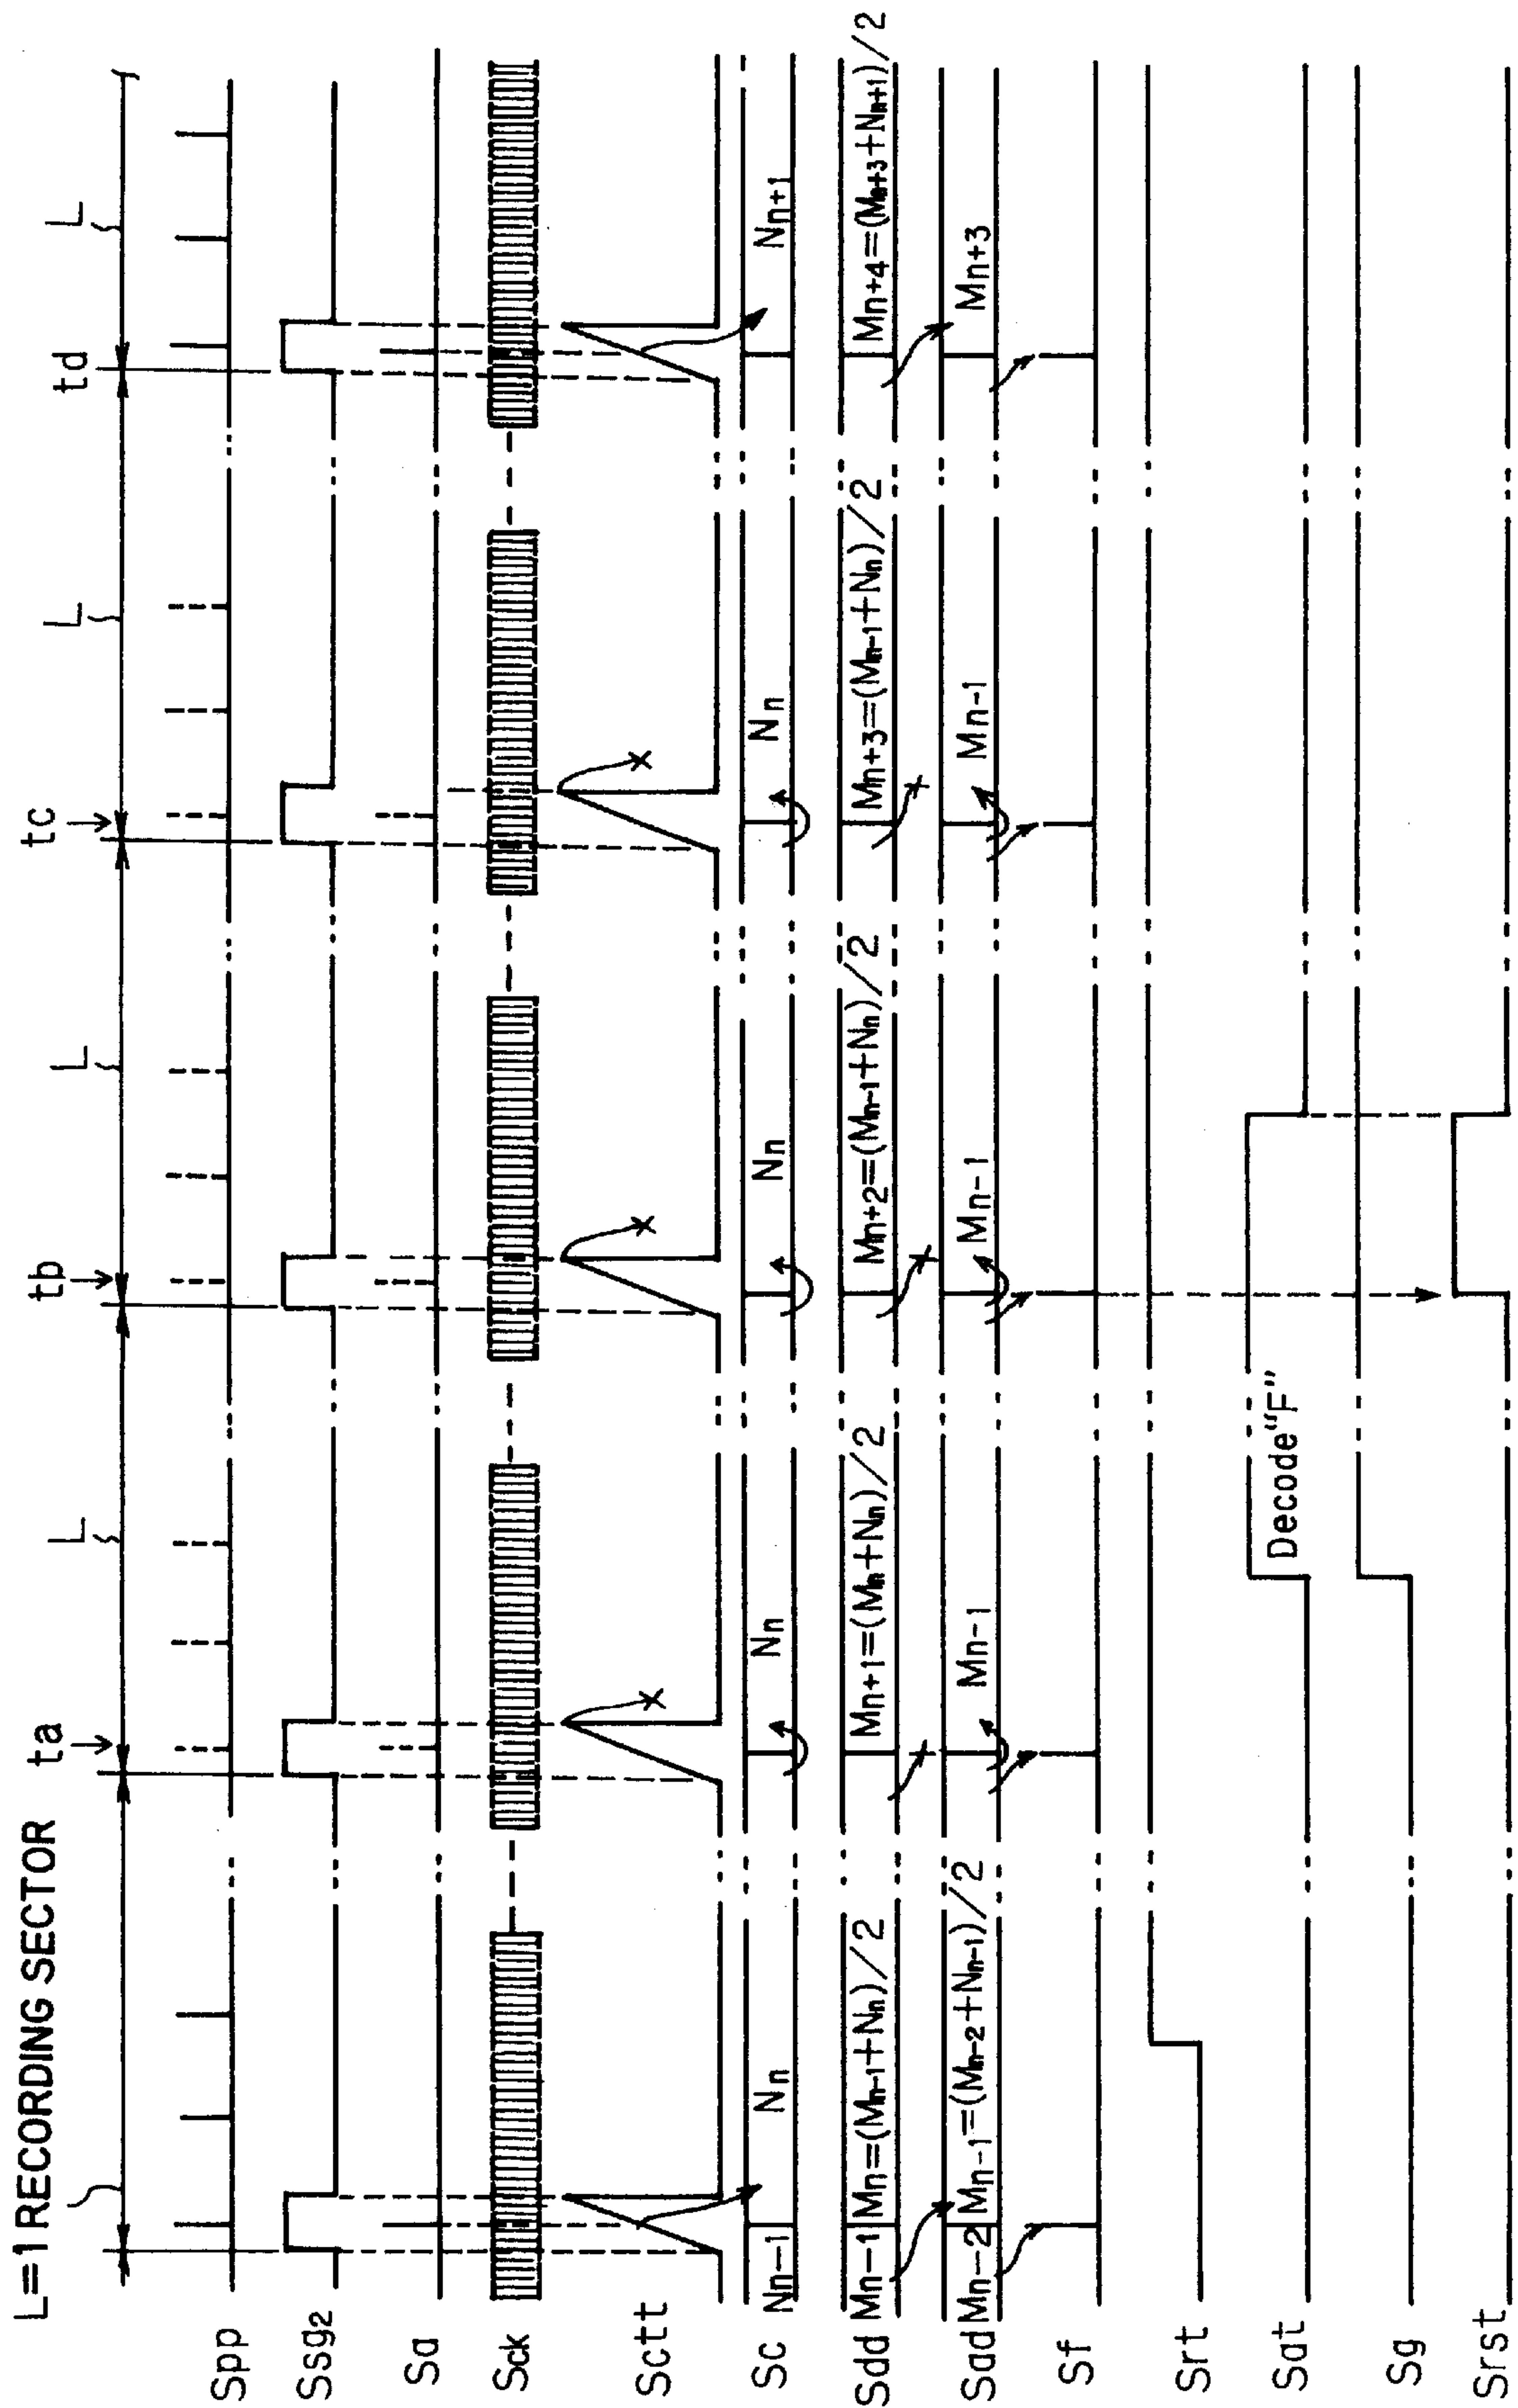 L=1 RECORDING SECTOR
ta
L
tb
L
tc
L
td
L
Spp
Ssg2
Sa
Sck
Sctt
Sc
Nn-1
Nn
Nn
Nn
Nn
Nn+1
Sdd
Mn-1
Mn=(Mn-1+Nn)/2
Mn+1=(Mn+Nn)/2
Mn+2=(Mn-1+Nn)/2
Mn+3=(Mn-1+Nn)/2
Mn+4=(Mn+3+Nn+1)/2
Sad
Mn-2
Mn-1=(Mn-2+Nn-1)/2
Mn-1
Mn-1
Mn-1
Mn+3
Sf
Srt
Sat
Decode"F"
Sg
Srst